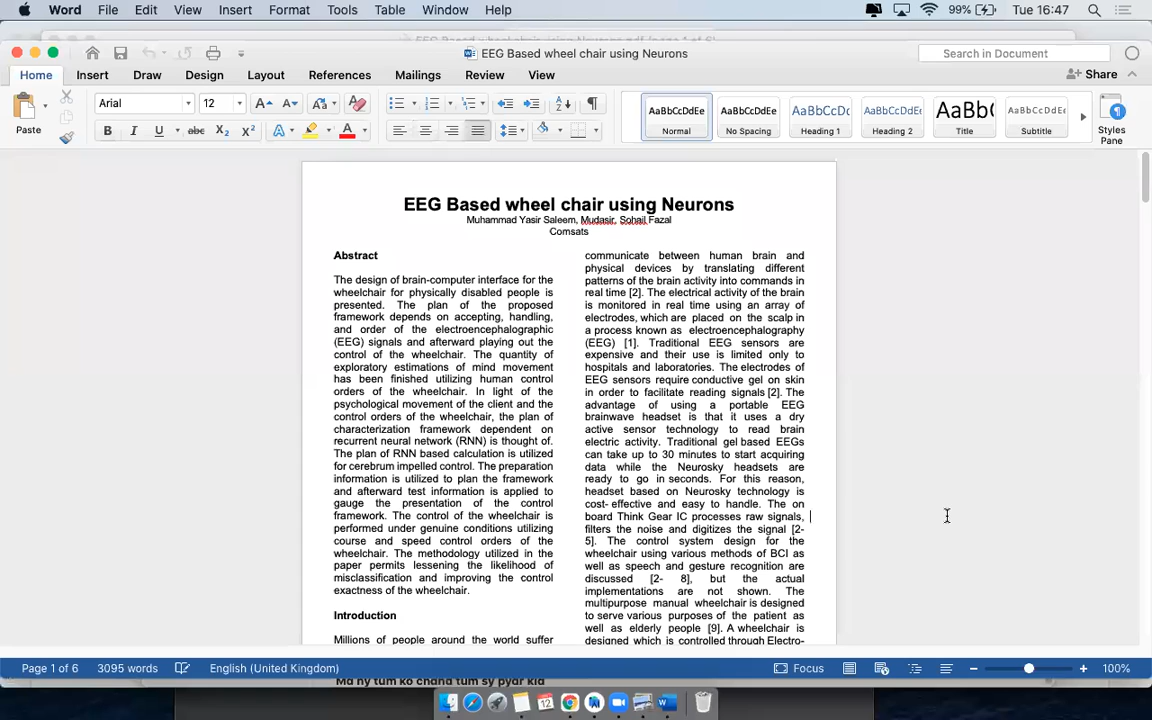 Word File Edit View Insert Format Tools Table Window Help 99% Tue 16:47
EEG Based wheel chair using Neurons
Search in Document
Home Insert Draw Design Layout References Mailings Review View Share
Arial 12
Paste
AaBbCcDdEe AaBbCcDdEe AaBbCcDc AaBbCcDdEe AaBbC AaBbCcDdEe
Normal No Spacing Heading 1 Heading 2 Title Subtitle
Styles
Pane
EEG Based wheel chair using Neurons
Muhammad Yasir Saleem, Mudasir, Sohail Fazal
Comsats
Abstract
The design of brain-computer interface for the
wheelchair for physically disabled people is
presented. The plan of the proposed
framework depends on accepting, handling,
and order of the electroencephalographic
(EEG) signals and afterward playing out the
control of the wheelchair. The quantity of
exploratory estimations of mind movement
has been finished utilizing human control
orders of the wheelchair. In light of the
psychological movement of the client and the
control orders of the wheelchair, the plan of
characterization framework dependent on
recurrent neural network (RNN) is thought of.
The plan of RNN based calculation is utilized
for cerebrum impelled control. The preparation
information is utilized to plan the framework
and afterward test information is applied to
gauge the presentation of the control
framework. The control of the wheelchair is
performed under genuine conditions utilizing
course and speed control orders of the
wheelchair. The methodology utilized in the
paper permits lessening the likelihood of
misclassification and improving the control
exactness of the wheelchair.
Introduction
Millions of people around the world suffer
communicate between human brain and
physical devices by translating different
patterns of the brain activity into commands in
real time [2]. The electrical activity of the brain
is monitored in real time using an array of
electrodes, which are placed on the scalp in
a process known as electroencephalography
(EEG) [1]. Traditional EEG sensors are
expensive and their use is limited only to
hospitals and laboratories. The electrodes of
EEG sensors require conductive gel on skin
in order to facilitate reading signals [2]. The
advantage of using a portable EEG
brainwave headset is that it uses a dry
active sensor technology to read brain
electric activity. Traditional gel based EEGs
can take up to 30 minutes to start acquiring
data while the Neurosky headsets are
ready to go in seconds. For this reason,
headset based on Neurosky technology is
cost- effective and easy to handle. The on
board Think Gear IC processes raw signals,
filters the noise and digitizes the signal [2-
5]. The control system design for the
wheelchair using various methods of BCI as
well as speech and gesture recognition are
discussed [2- 8], but the actual
implementations are not shown. The
multipurpose manual wheelchair is designed
to serve various purposes of the patient as
well as elderly people [9]. A wheelchair is
designed which is controlled through Electro-
Page 1 of 6 3095 words English (United Kingdom) Focus 100%
Ma ny tum ko chand tum sy pyar kia